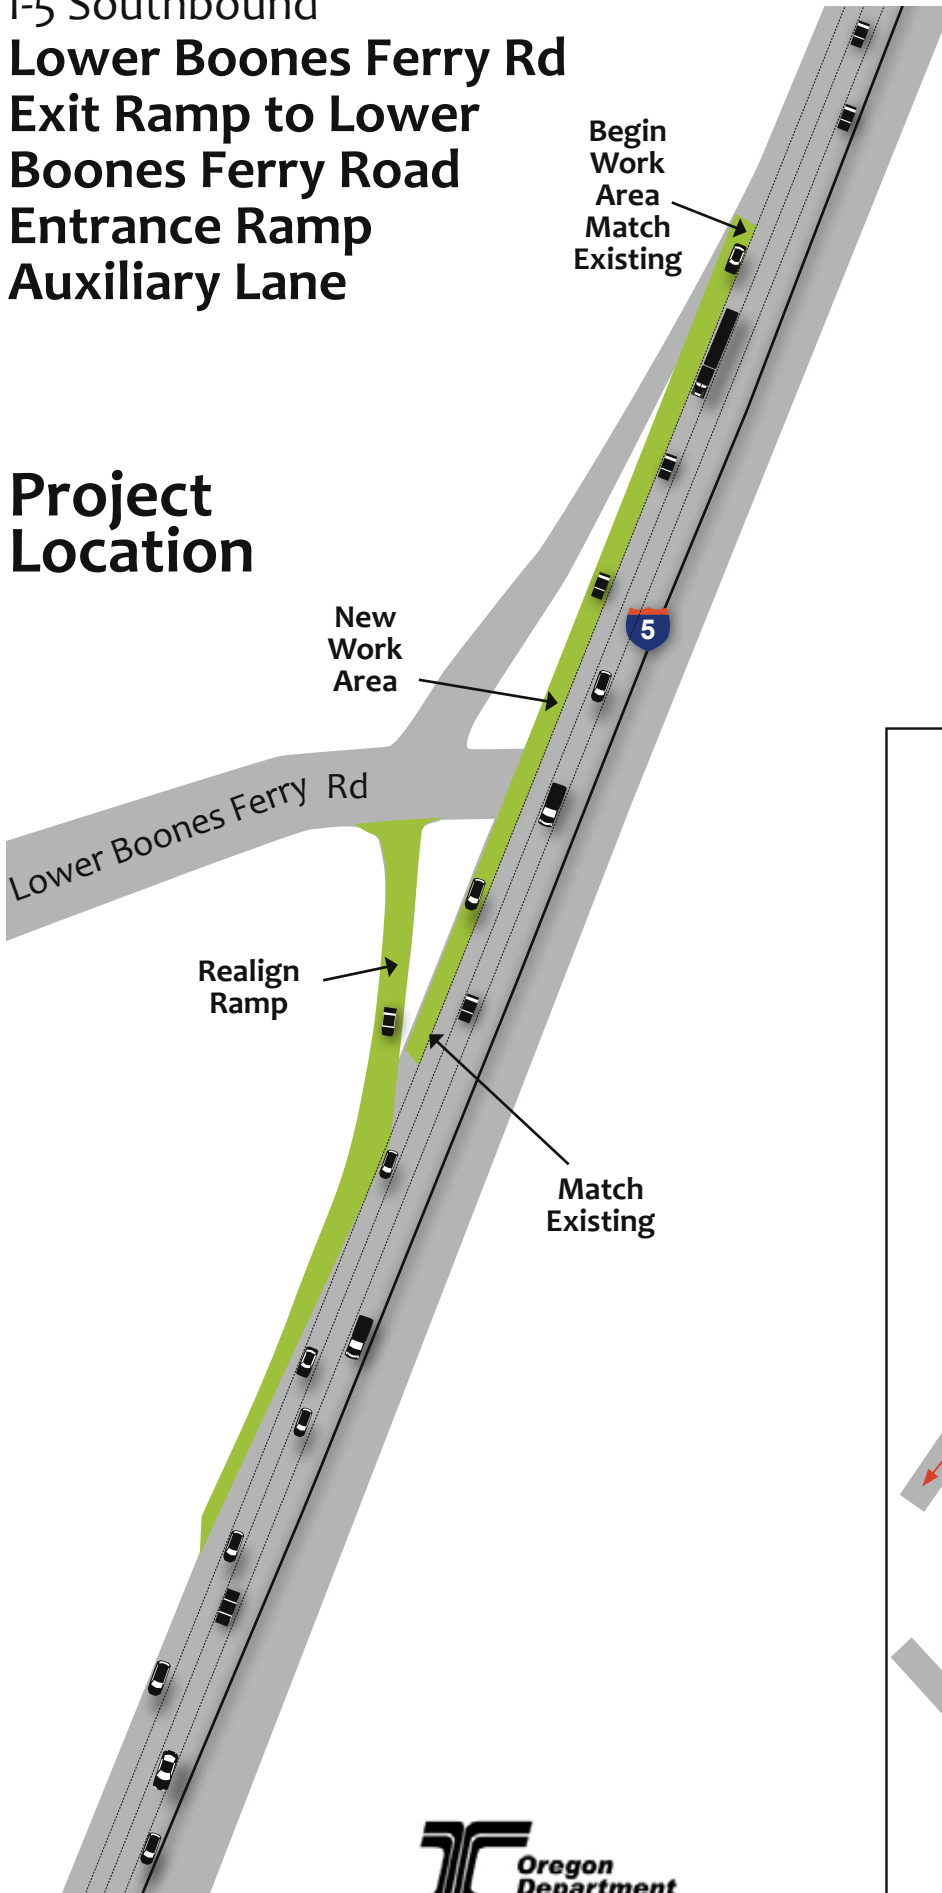 I-5 Southbound
Lower Boones Ferry Rd
Exit Ramp to Lower
Boones Ferry Road
Entrance Ramp
Auxiliary Lane
Begin
Work
Area
Match
Existing
Project
Location
New
Work
Area
5
Lower Boones Ferry Rd
Realign
Ramp
Match
Existing
Oregon
Department